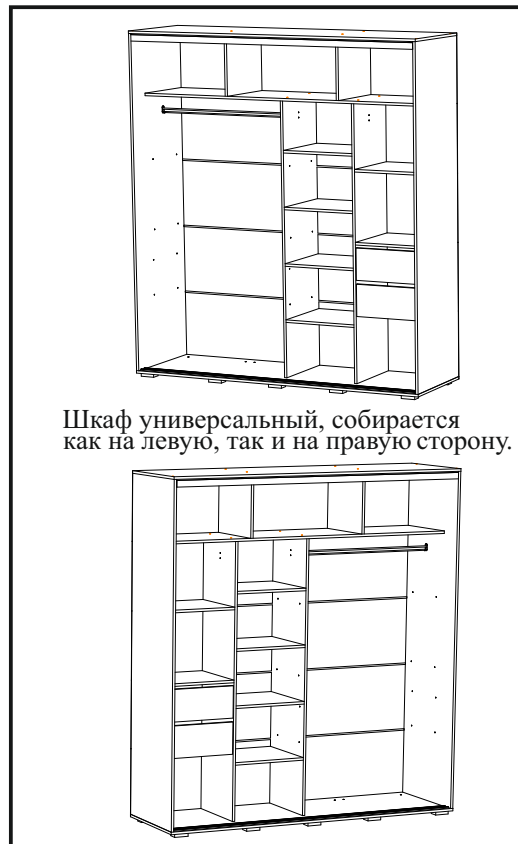 Шкаф универсальный, собирается
как на левую, так и на правую сторону.